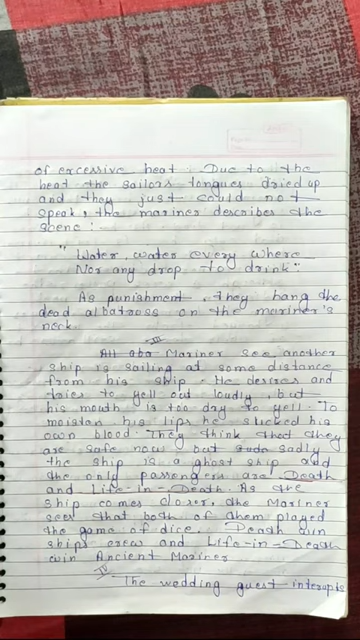 of excessive heat. Due to the
heat the sailors tongues dried up
and they just could not
speak, the mariner describes the
scene:
"Water, water every where
Nor any drop to drink"
As punishment, they hang the
dead albatross on the mariner's
neck.
III
Mariner see another
ship is sailing at some distance
from his ship. He desires and
tries to yell out loudly, but
his mouth is too day to yell. To
moistan his lips he sucked his
own blood. They think that they
are safe now but sadly
the ship is a ghost ship and
the only passengers are Death
and Life-in-Death. As the
ship comes closer, the Mariner
sees that both of them played
the game of dice. Death win
ships crew and Life-in-Death
win Ancient Mariner
IV
The wedding guest interupts